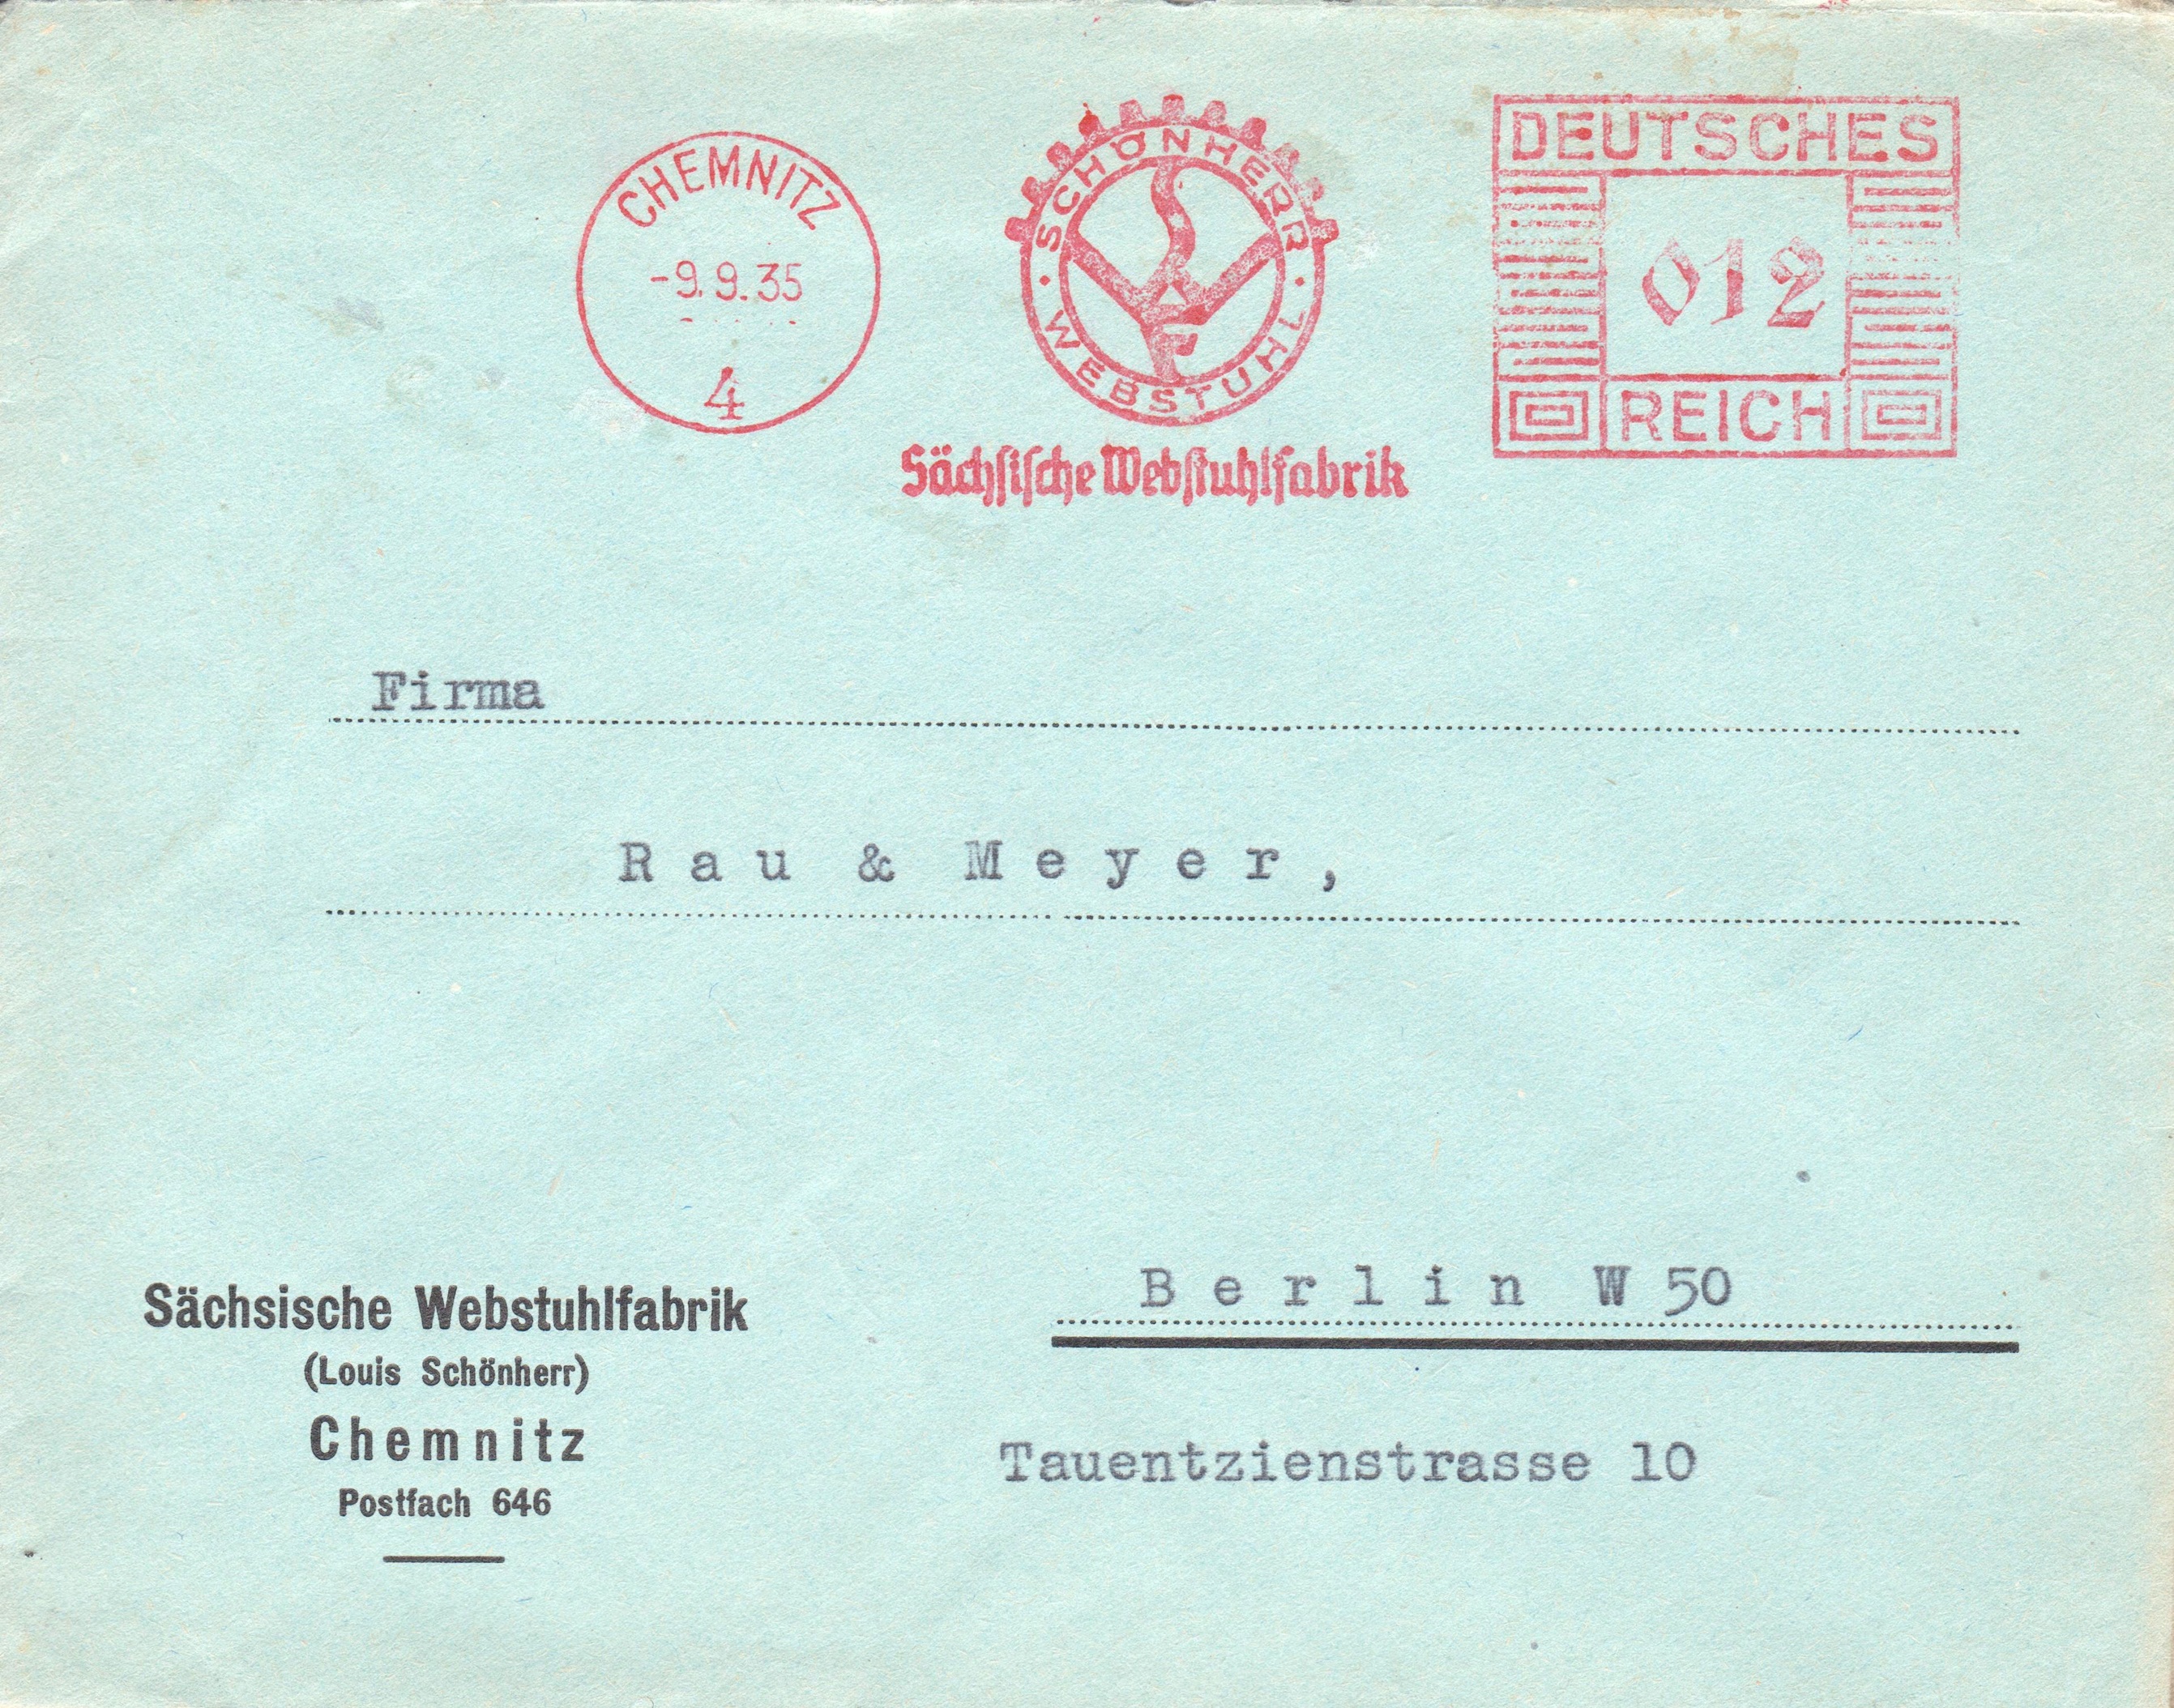 CHEMNITZ
-9.9.35
4
SCHÖNHERR
WEBSTUHL
Sächsische Webstuhlfabrik
DEUTSCHES
012
REICH
Firma
Rau & Meyer,
Berlin W 50
Tauentzienstrasse 10
Sächsische Webstuhlfabrik
(Louis Schönherr)
Chemnitz
Postfach 646